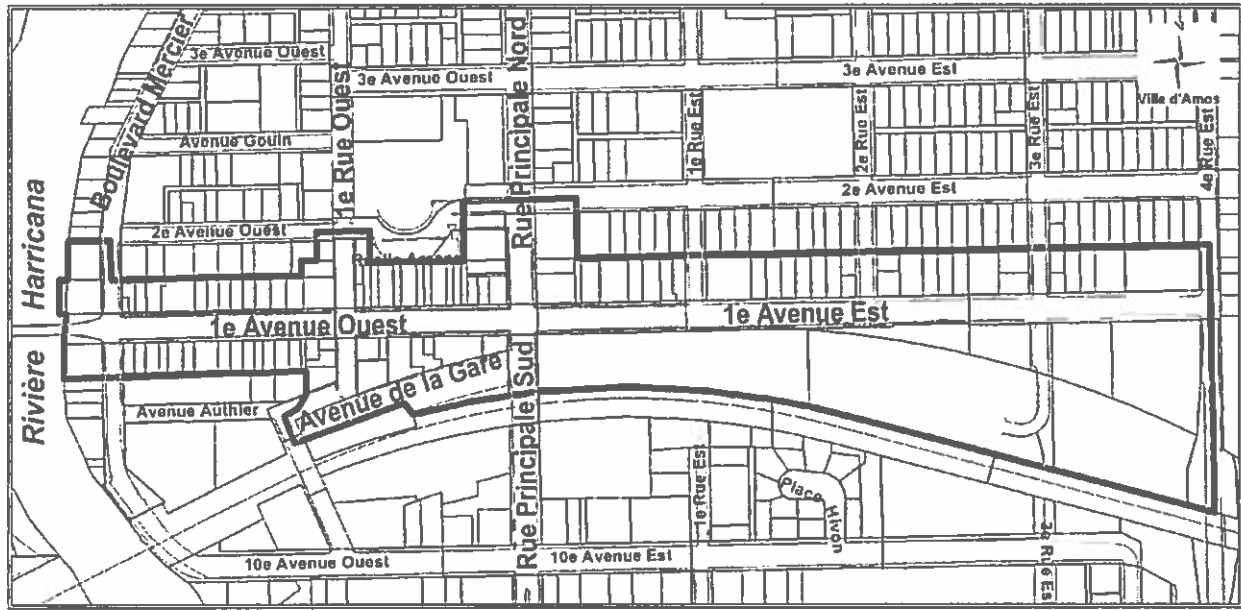 3e Avenue Ouest
3e Avenue Ouest
3e Avenue Est
Ville d'Amos
Boulevard Mercier
1e Rue Ouest
Rue Principale Nord
Avenue Gouin
1e Rue Est
2e Rue Est
3e Rue Est
4e Rue Est
2e Avenue Est
2e Avenue Ouest
Rivière Harricana
1e Avenue Ouest
1e Avenue Est
Avenue de la Gare
Rue Principale Sud
Avenue Authier
1e Rue Est
Place Hivon
10e Avenue Ouest
10e Avenue Est
3e Rue Es